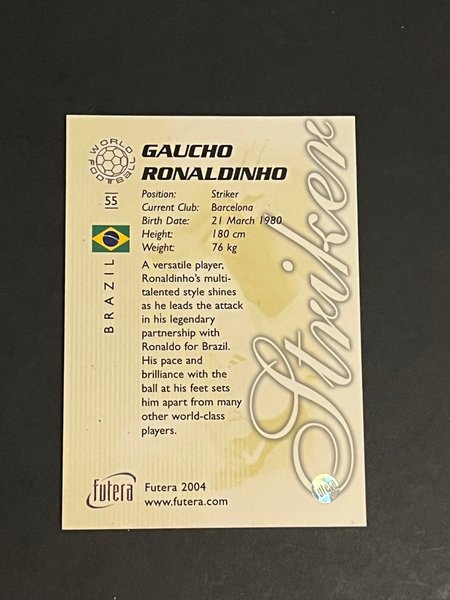 WORLD FOOTBALL
GAUCHO
RONALDINHO
55
Position: Striker
Current Club: Barcelona
Birth Date: 21 March 1980
Height: 180 cm
Weight: 76 kg
BRAZIL
A versatile player,
Ronaldinho's multi-
talented style shines
as he leads the attack
in his legendary
partnership with
Ronaldo for Brazil.
His pace and
brilliance with the
ball at his feet sets
him apart from many
other world-class
players.
Striker
futera
Futera 2004
www.futera.com
futera